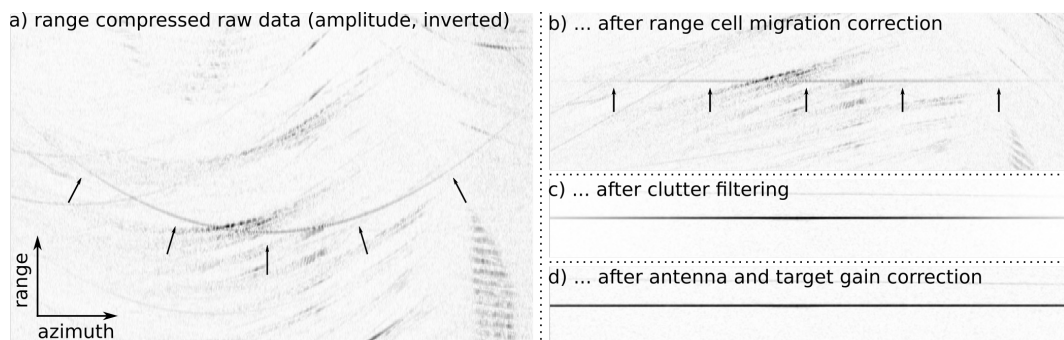 a) range compressed raw data (amplitude, inverted)
range
azimuth
b) ... after range cell migration correction
c) ... after clutter filtering
d) ... after antenna and target gain correction